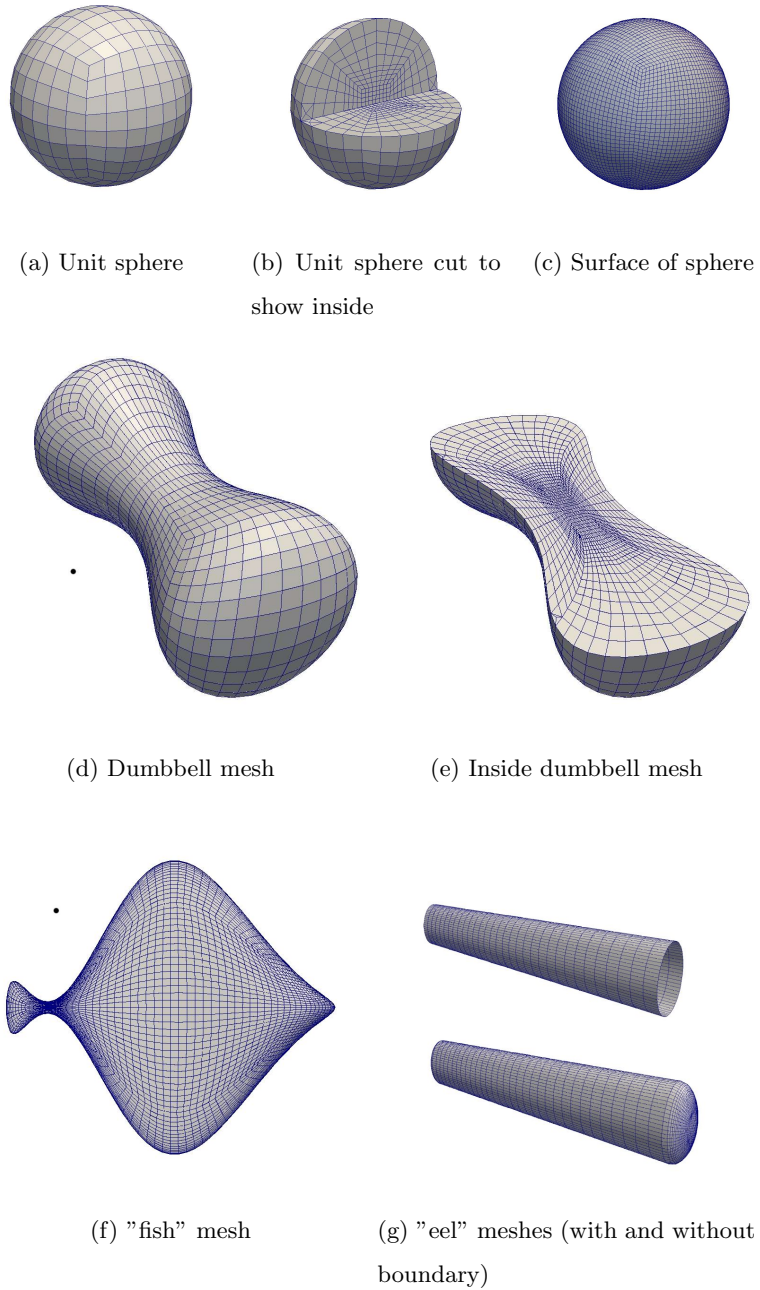 (a) Unit sphere
(b) Unit sphere cut to
show inside
(c) Surface of sphere
(d) Dumbbell mesh
(e) Inside dumbbell mesh
(f) ”fish” mesh
(g) ”eel” meshes (with and without
boundary)